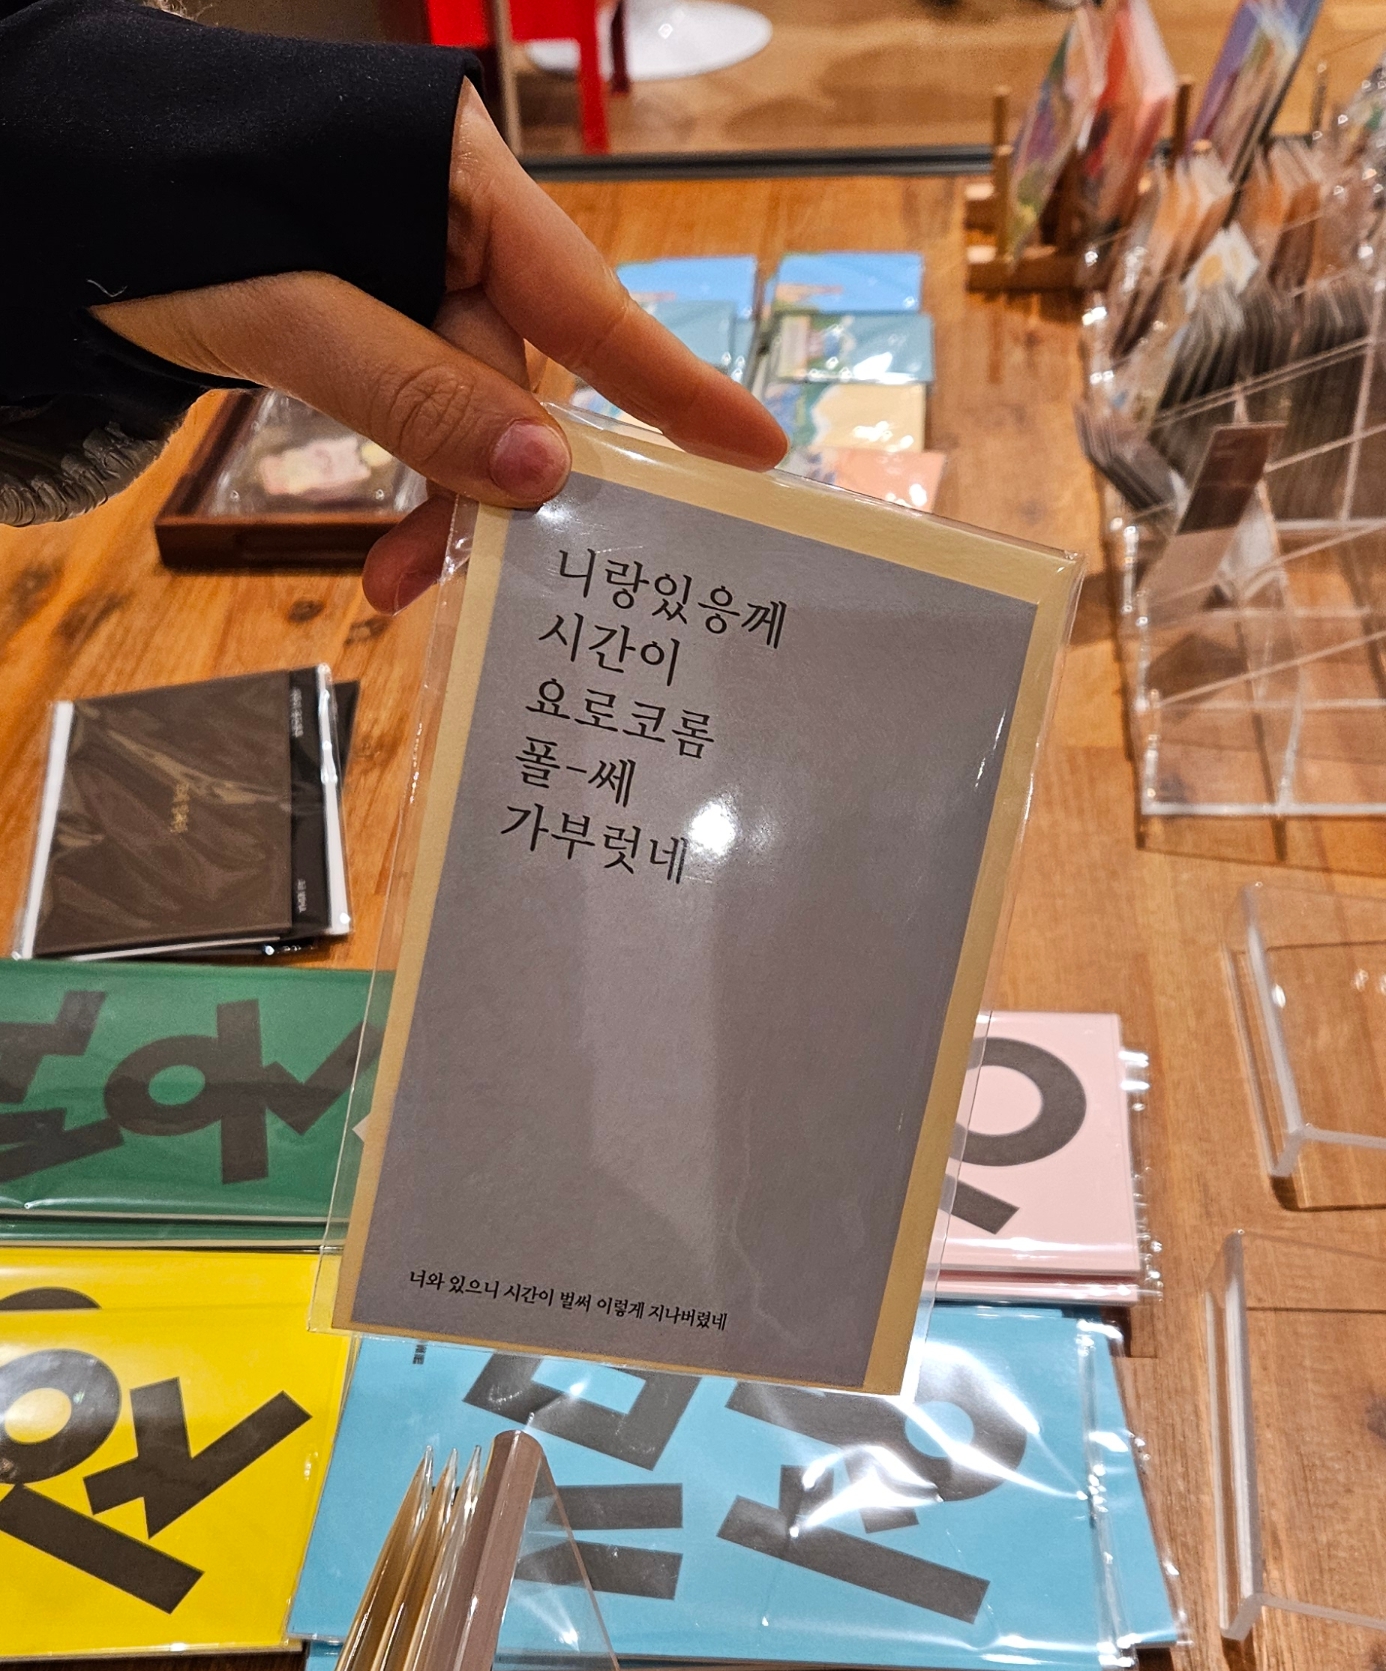 니랑있응께
시간이
요로코롬
폴-쎄
가부럿네
너와 있으니 시간이 벌써 이렇게 지나버렸네